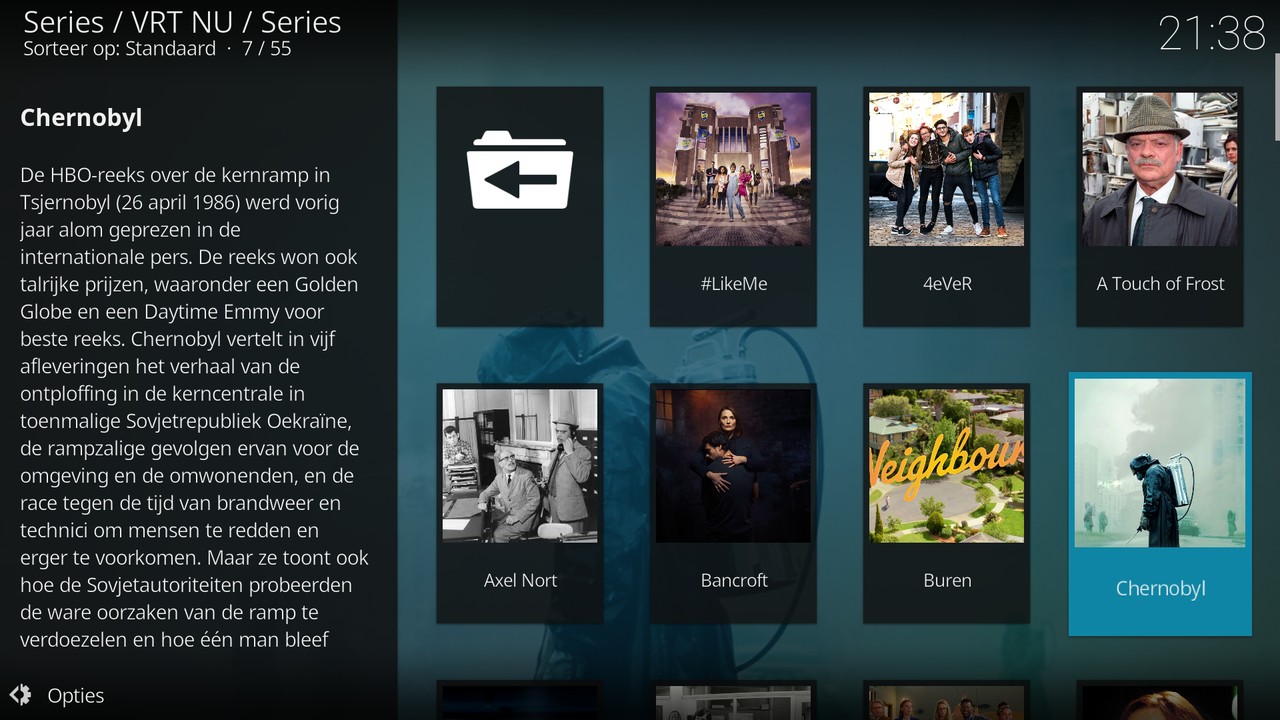 Series / VRT NU / Series
Sorteer op: Standaard · 7 / 55
21:38
Chernobyl
De HBO-reeks over de kernramp in
Tsjernobyl (26 april 1986) werd vorig
jaar alom geprezen in de
internationale pers. De reeks won ook
talrijke prijzen, waaronder een Golden
Globe en een Daytime Emmy voor
beste reeks. Chernobyl vertelt in vijf
afleveringen het verhaal van de
ontploffing in de kerncentrale in
toenmalige Sovjetrepubliek Oekraïne,
de rampzalige gevolgen ervan voor de
omgeving en de omwonenden, en de
race tegen de tijd van brandweer en
technici om mensen te redden en
erger te voorkomen. Maar ze toont ook
hoe de Sovjetautoriteiten probeerden
de ware oorzaken van de ramp te
verdoezelen en hoe één man bleef
Opties
#LikeMe
4eVeR
A Touch of Frost
Axel Nort
Bancroft
Neighbour
Buren
Chernobyl